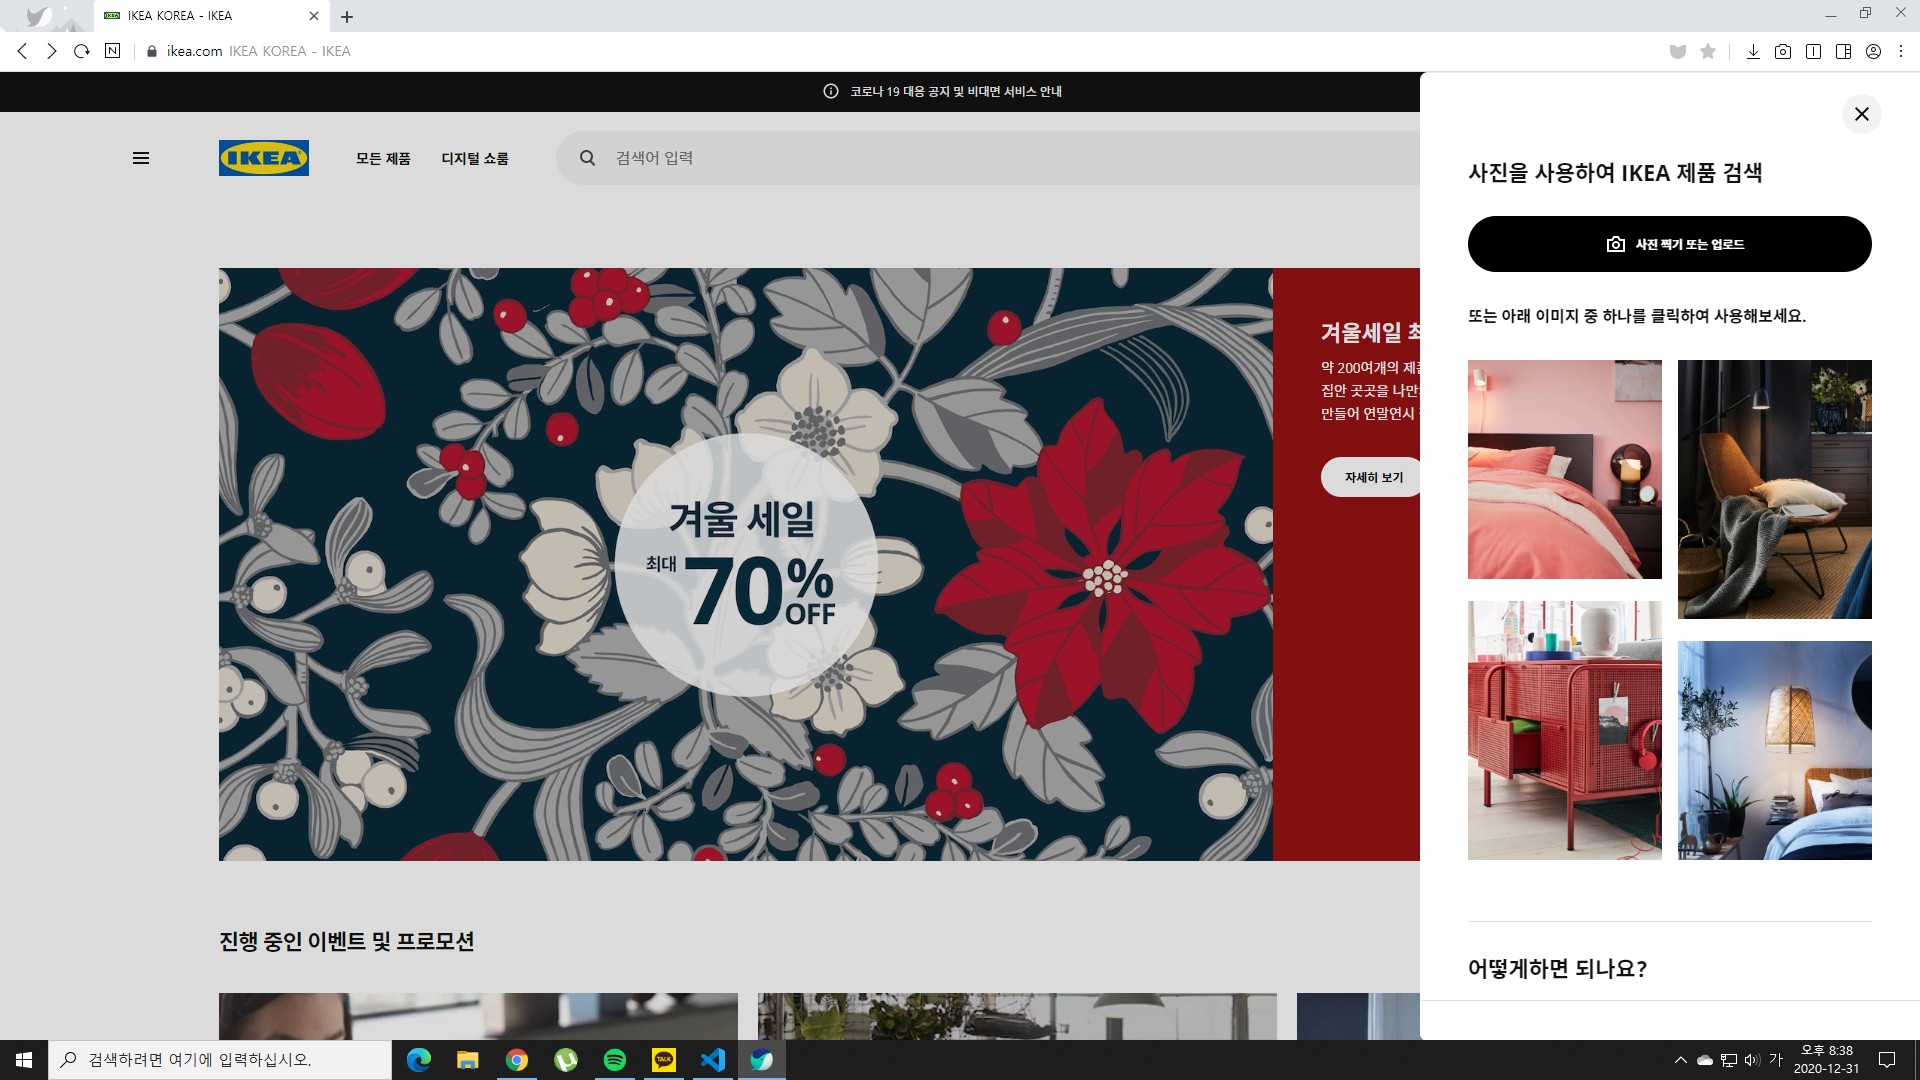 IKEA KOREA - IKEA
ikea.com IKEA KOREA - IKEA
코로나 19 대응 공지 및 비대면 서비스 안내
IKEA
모든 제품
디지털 쇼룸
검색어 입력
겨울 세일
최대 70% OFF
겨울세일 최
약 200여개의 제품
집안 곳곳을 나만의
만들어 연말연시
자세히 보기
진행 중인 이벤트 및 프로모션
사진을 사용하여 IKEA 제품 검색
사진 찍기 또는 업로드
또는 아래 이미지 중 하나를 클릭하여 사용해보세요.
어떻게하면 되나요?
검색하려면 여기에 입력하십시오.
TALK
가
오후 8:38
2020-12-31